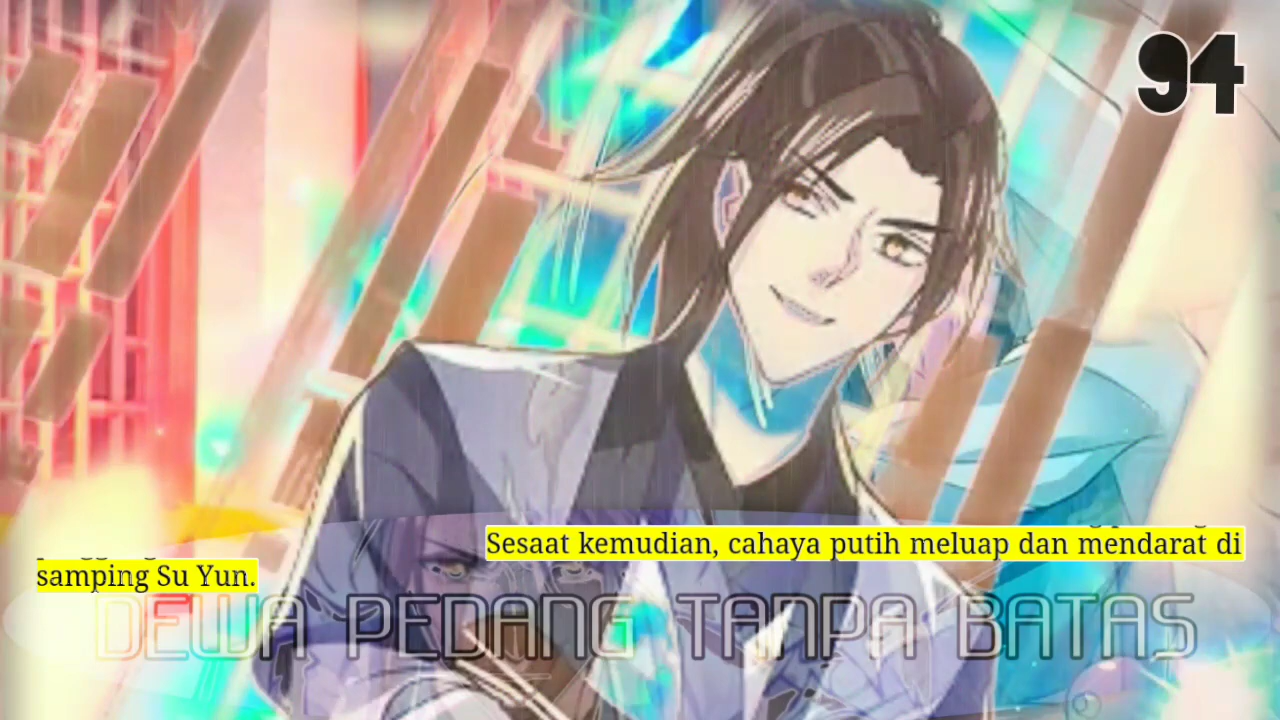 94
Sesaat kemudian, cahaya putih meluap dan mendarat di
samping Su Yun.
DEWA PEDANG TANPA BATAS